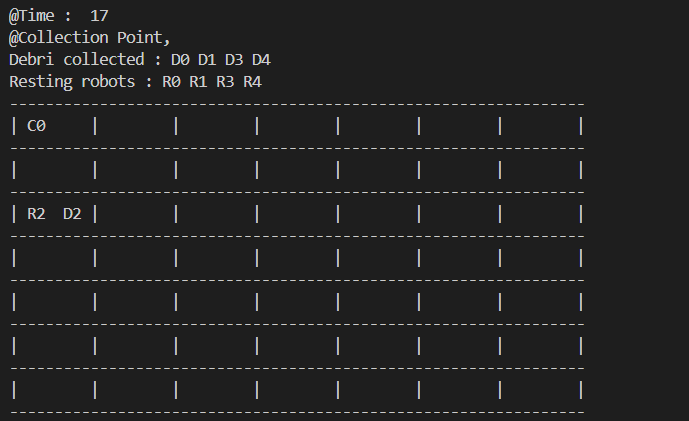 @Time :  17
@Collection Point,
Debri collected : D0 D1 D3 D4
Resting robots : R0 R1 R3 R4
---------------------------------------------------------------
| C0     |        |        |        |        |        |        |
---------------------------------------------------------------
|        |        |        |        |        |        |        |
---------------------------------------------------------------
| R2  D2 |        |        |        |        |        |        |
---------------------------------------------------------------
|        |        |        |        |        |        |        |
---------------------------------------------------------------
|        |        |        |        |        |        |        |
---------------------------------------------------------------
|        |        |        |        |        |        |        |
---------------------------------------------------------------
|        |        |        |        |        |        |        |
---------------------------------------------------------------